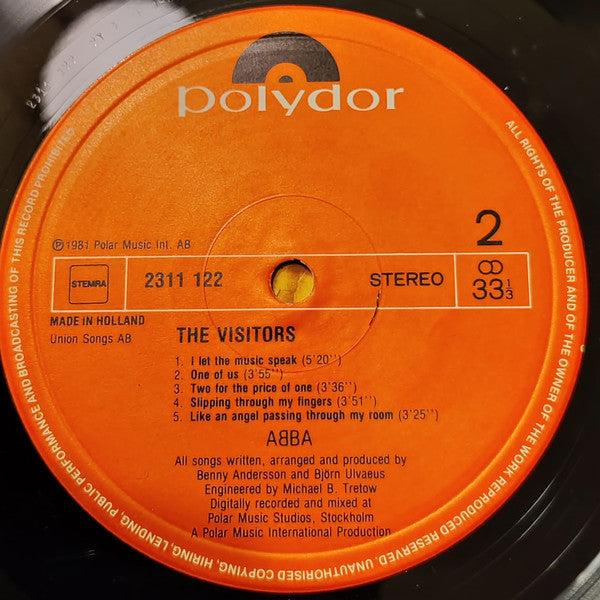 polydor
℗1981 Polar Music Int. AB
2
STEMRA
2311 122
STEREO
33⅓
MADE IN HOLLAND
Union Songs AB
THE VISITORS
1. I let the music speak (5'20'')
2. One of us (3'55'')
3. Two for the price of one (3'36'')
4. Slipping through my fingers (3'51'')
5. Like an angel passing through my room (3'25'')
ABBA
All songs written, arranged and produced by
Benny Andersson and Björn Ulvaeus
Engineered by Michael B. Tretow
Digitally recorded and mixed at
Polar Music Studios, Stockholm
A Polar Music International Production
ALL RIGHTS OF THE PRODUCER AND OF THE OWNER OF THE WORK REPRODUCED RESERVED. UNAUTHORISED COPYING, HIRING, LENDING, PUBLIC PERFORMANCE AND BROADCASTING OF THIS RECORD PROHIBITED